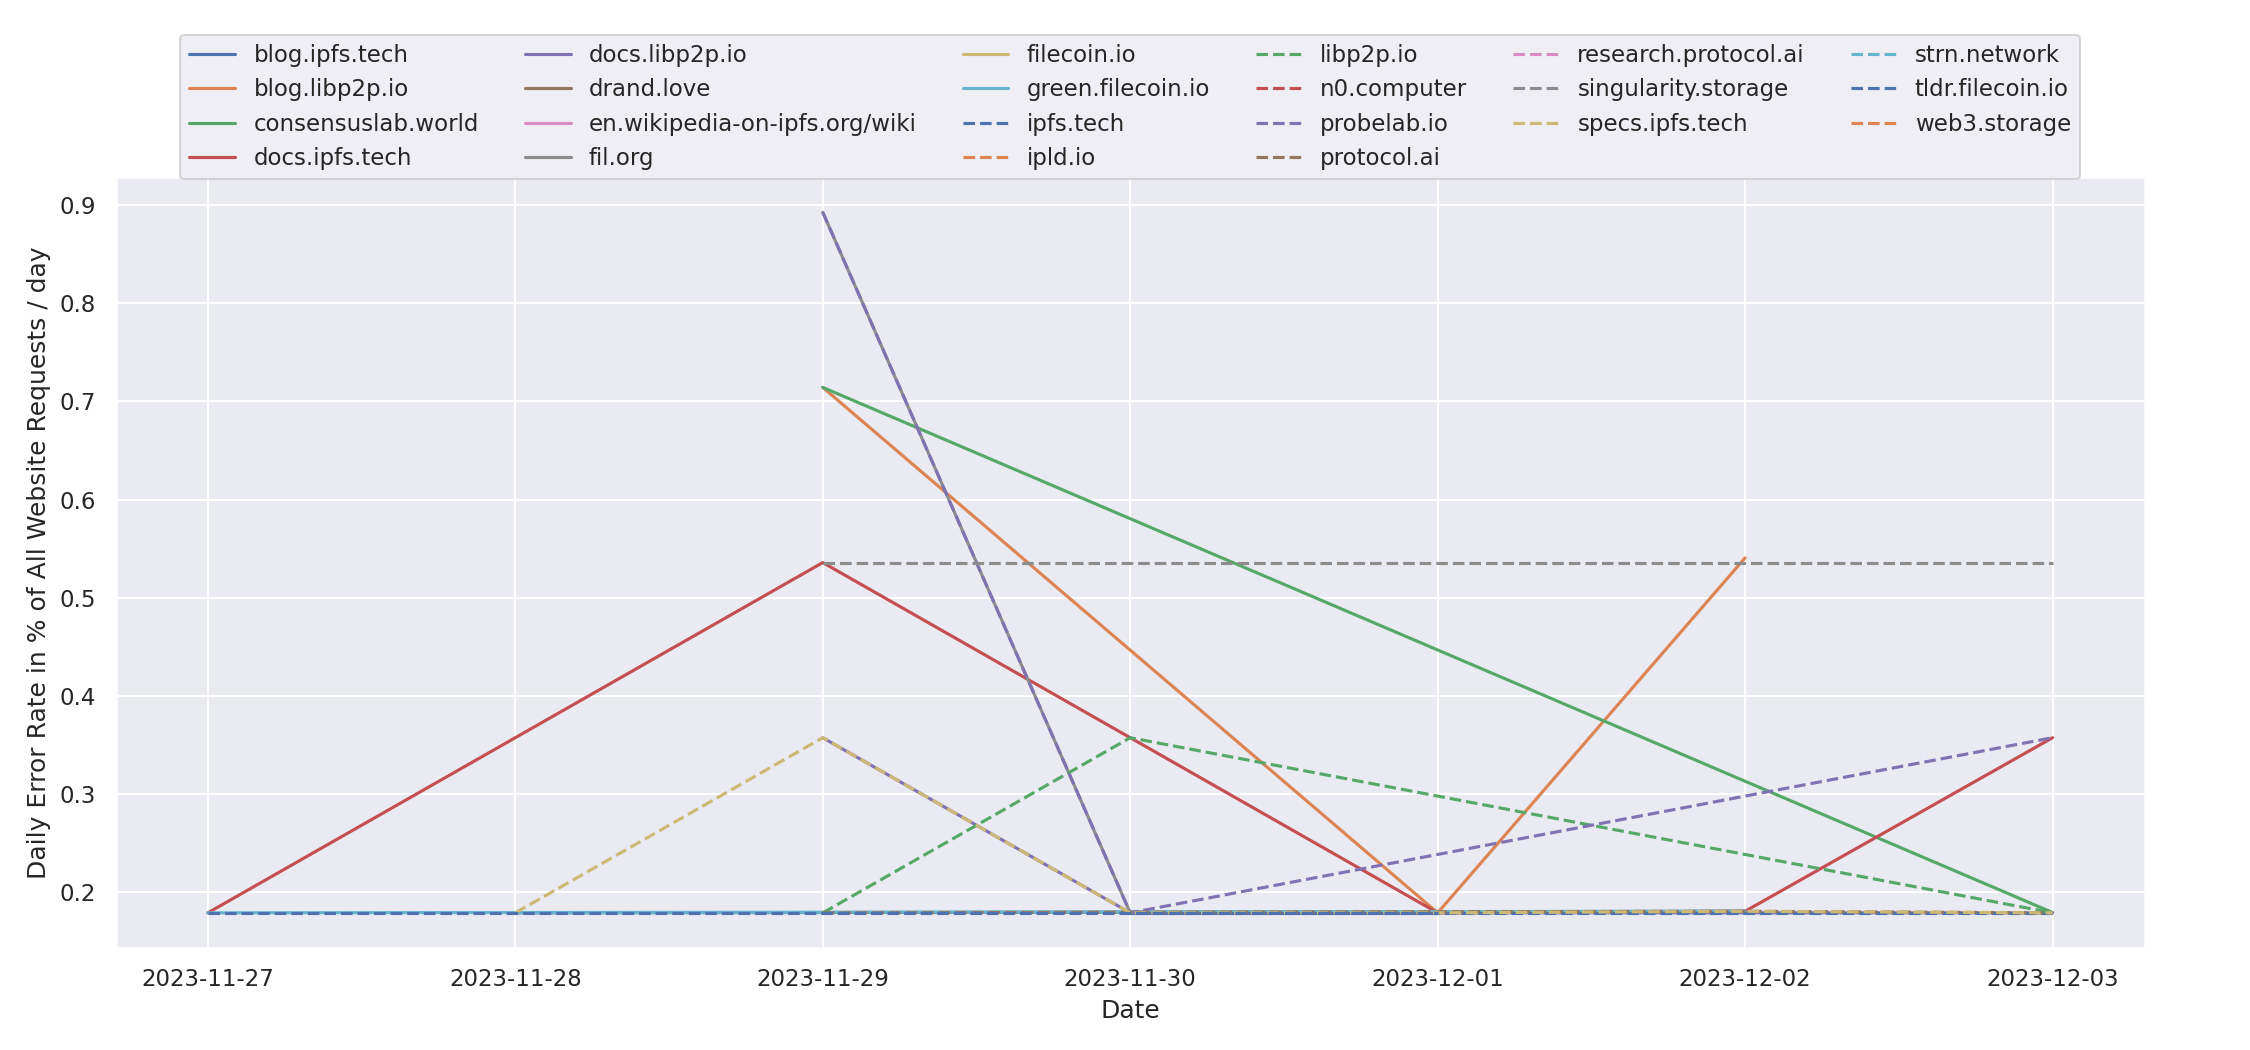 blog.ipfs.tech
blog.libp2p.io
consensuslab.world
docs.ipfs.tech
docs.libp2p.io
drand.love
en.wikipedia-on-ipfs.org/wiki
fil.org
filecoin.io
green.filecoin.io
ipfs.tech
ipld.io
libp2p.io
n0.computer
probelab.io
protocol.ai
research.protocol.ai
singularity.storage
specs.ipfs.tech
strn.network
tldr.filecoin.io
web3.storage
Daily Error Rate in % of All Website Requests / day
0.9
0.8
0.7
0.6
0.5
0.4
0.3
0.2
2023-11-27 2023-11-28 2023-11-29 2023-11-30 2023-12-01 2023-12-02 2023-12-03
Date